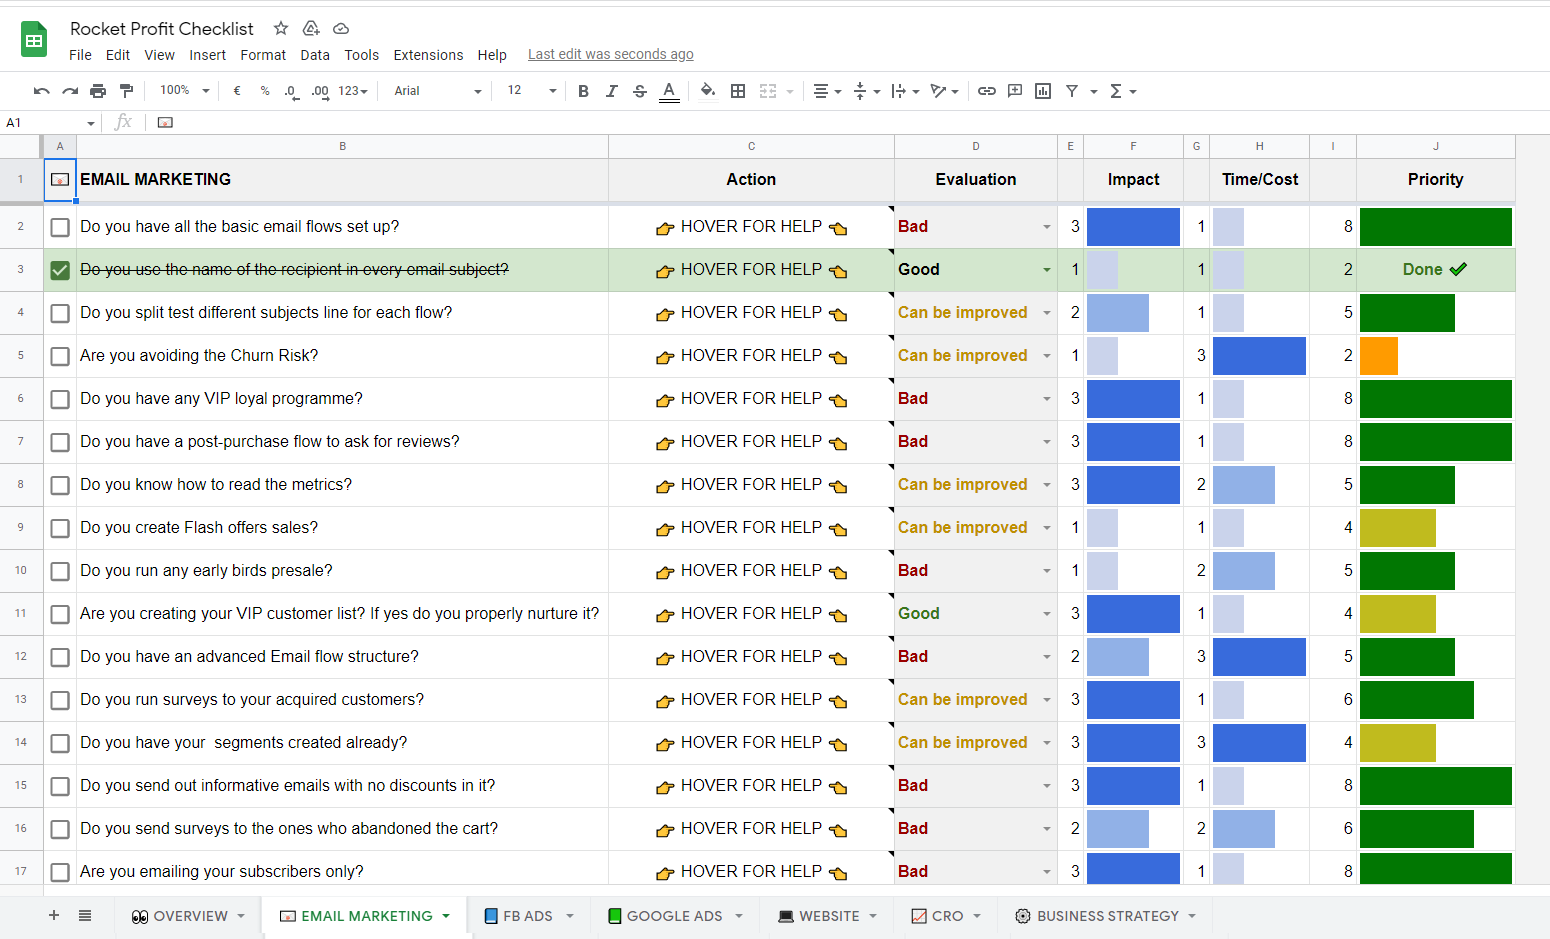 Rocket Profit Checklist
File Edit View Insert Format Data Tools Extensions Help Last edit was seconds ago
100% € % .0 .00 123 Arial 12 B I S A Σ
A1 fx
A B C D E F G H I J
1 EMAIL MARKETING Action Evaluation Impact Time/Cost Priority
2 Do you have all the basic email flows set up? HOVER FOR HELP Bad 3 1 8
3 Do you use the name of the recipient in every email subject? HOVER FOR HELP Good 1 1 2 Done
4 Do you split test different subjects line for each flow? HOVER FOR HELP Can be improved 2 1 5
5 Are you avoiding the Churn Risk? HOVER FOR HELP Can be improved 1 3 2
6 Do you have any VIP loyal programme? HOVER FOR HELP Bad 3 1 8
7 Do you have a post-purchase flow to ask for reviews? HOVER FOR HELP Bad 3 1 8
8 Do you know how to read the metrics? HOVER FOR HELP Can be improved 3 2 5
9 Do you create Flash offers sales? HOVER FOR HELP Can be improved 1 1 4
10 Do you run any early birds presale? HOVER FOR HELP Bad 1 2 5
11 Are you creating your VIP customer list? If yes do you properly nurture it? HOVER FOR HELP Good 3 1 4
12 Do you have an advanced Email flow structure? HOVER FOR HELP Bad 2 3 5
13 Do you run surveys to your acquired customers? HOVER FOR HELP Can be improved 3 1 6
14 Do you have your  segments created already? HOVER FOR HELP Can be improved 3 3 4
15 Do you send out informative emails with no discounts in it? HOVER FOR HELP Bad 3 1 8
16 Do you send surveys to the ones who abandoned the cart? HOVER FOR HELP Bad 2 2 6
17 Are you emailing your subscribers only? HOVER FOR HELP Bad 3 1 8
OVERVIEW EMAIL MARKETING FB ADS GOOGLE ADS WEBSITE CRO BUSINESS STRATEGY